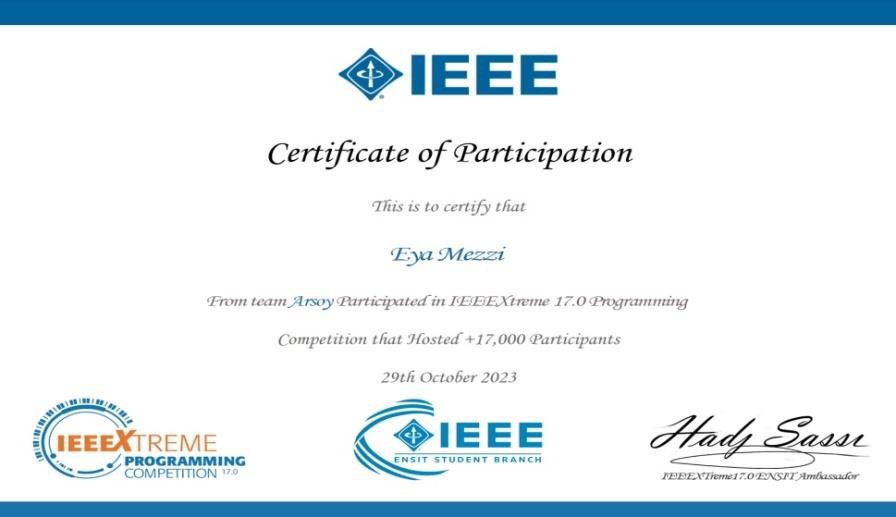 IEEE
Certificate of Participation
This is to certify that
Eya Mezzi
From team Arsoy Participated in IEEEXtreme 17.0 Programming
Competition that Hosted +17,000 Participants
29th October 2023
IEEEXTREME
PROGRAMMING
COMPETITION 17.0
IEEE
ENSIT STUDENT BRANCH
Hadj Sassi
IEEEXTreme17.0 ENSIT Ambassador